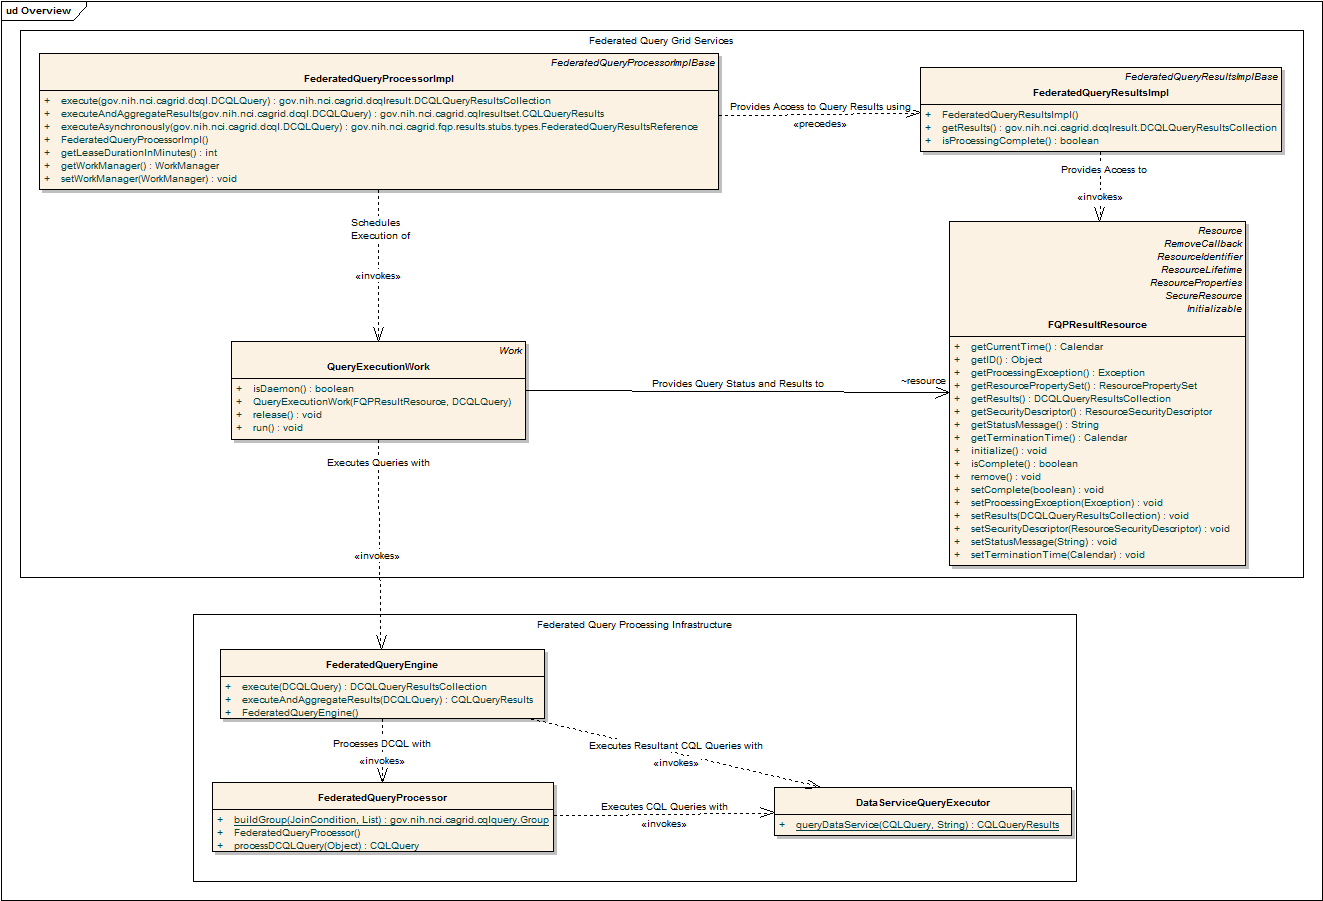 ud Overview
Federated Query Grid Services
FederatedQueryProcessorImplBase
FederatedQueryProcessorImpl
+ execute(gov.nih.nci.cagrid.dcql.DCQLQuery) : gov.nih.nci.cagrid.dcqlresult.DCQLQueryResultsCollection
+ executeAndAggregateResults(gov.nih.nci.cagrid.dcql.DCQLQuery) : gov.nih.nci.cagrid.cqlresultset.CQLQueryResults
+ executeAsynchronously(gov.nih.nci.cagrid.dcql.DCQLQuery) : gov.nih.nci.cagrid.fqp.results.stubs.types.FederatedQueryResultsReference
+ FederatedQueryProcessorImpl()
+ getLeaseDurationInMinutes() : int
+ getWorkManager() : WorkManager
+ setWorkManager(WorkManager) : void
Provides Access to Query Results using
«precedes»
FederatedQueryResultsImplBase
FederatedQueryResultsImpl
+ FederatedQueryResultsImpl()
+ getResults() : gov.nih.nci.cagrid.dcqlresult.DCQLQueryResultsCollection
+ isProcessingComplete() : boolean
Provides Access to
«invokes»
Schedules
Execution of
«invokes»
Resource
RemoveCallback
ResourceIdentifier
ResourceLifetime
ResourceProperties
SecureResource
Initializable
FQPResultResource
+ getCurrentTime() : Calendar
+ getID() : Object
+ getProcessingException() : Exception
+ getResourcePropertySet() : ResourcePropertySet
+ getResults() : DCQLQueryResultsCollection
+ getSecurityDescriptor() : ResourceSecurityDescriptor
+ getStatusMessage() : String
+ getTerminationTime() : Calendar
+ initialize() : void
+ isComplete() : boolean
+ remove() : void
+ setComplete(boolean) : void
+ setProcessingException(Exception) : void
+ setResults(DCQLQueryResultsCollection) : void
+ setSecurityDescriptor(ResourceSecurityDescriptor) : void
+ setStatusMessage(String) : void
+ setTerminationTime(Calendar) : void
Work
QueryExecutionWork
+ isDaemon() : boolean
+ QueryExecutionWork(FQPResultResource, DCQLQuery)
+ release() : void
+ run() : void
Provides Query Status and Results to
~resource
Executes Queries with
«invokes»
Federated Query Processing Infrastructure
FederatedQueryEngine
+ execute(DCQLQuery) : DCQLQueryResultsCollection
+ executeAndAggregateResults(DCQLQuery) : CQLQueryResults
+ FederatedQueryEngine()
Processes DCQL with
«invokes»
Executes Resultant CQL Queries with
«invokes»
FederatedQueryProcessor
+ buildGroup(JoinCondition, List) : gov.nih.nci.cagrid.cqlquery.Group
+ FederatedQueryProcessor()
+ processDCQLQuery(Object) : CQLQuery
Executes CQL Queries with
«invokes»
DataServiceQueryExecutor
+ queryDataService(CQLQuery, String) : CQLQueryResults